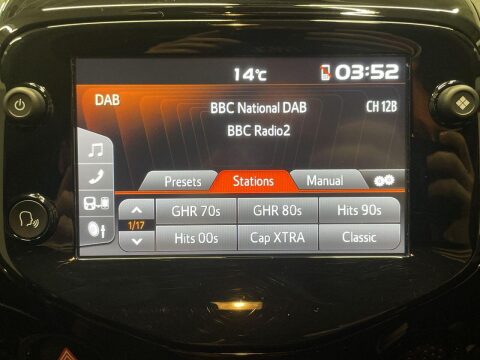 14°C 03:52
DAB
BBC National DAB CH 12B
BBC Radio2
Presets Stations Manual
GHR 70s GHR 80s Hits 90s
1/17
Hits 00s Cap XTRA Classic